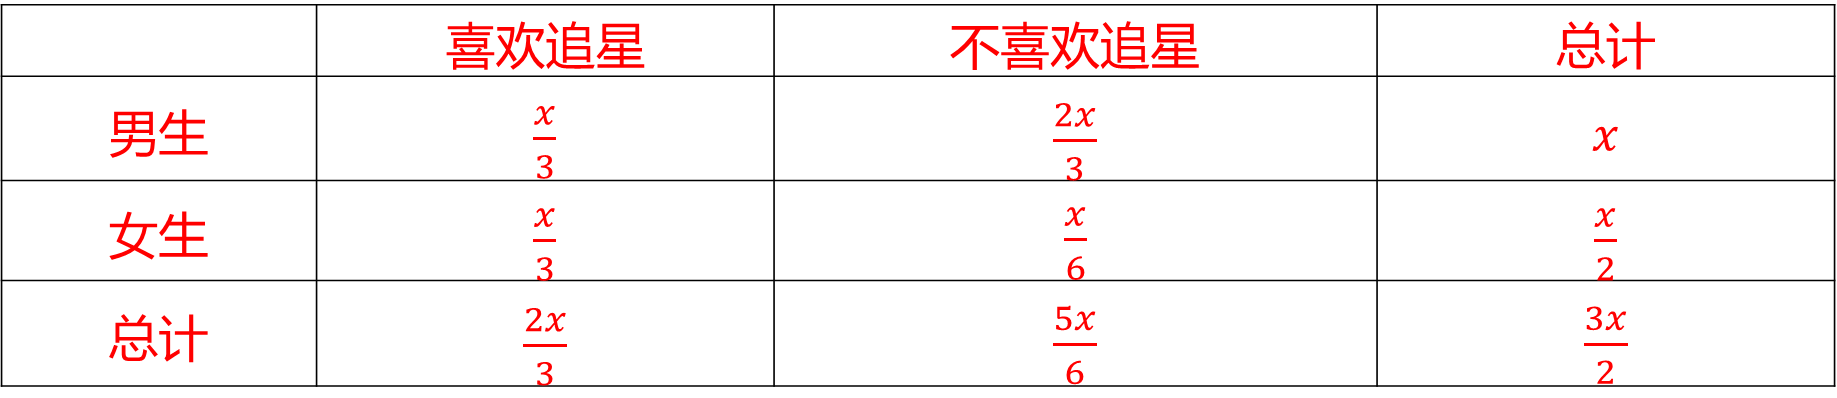 喜欢追星 不喜欢追星 总计
男生 x/3 2x/3 x
女生 x/3 x/6 x/2
总计 2x/3 5x/6 3x/2